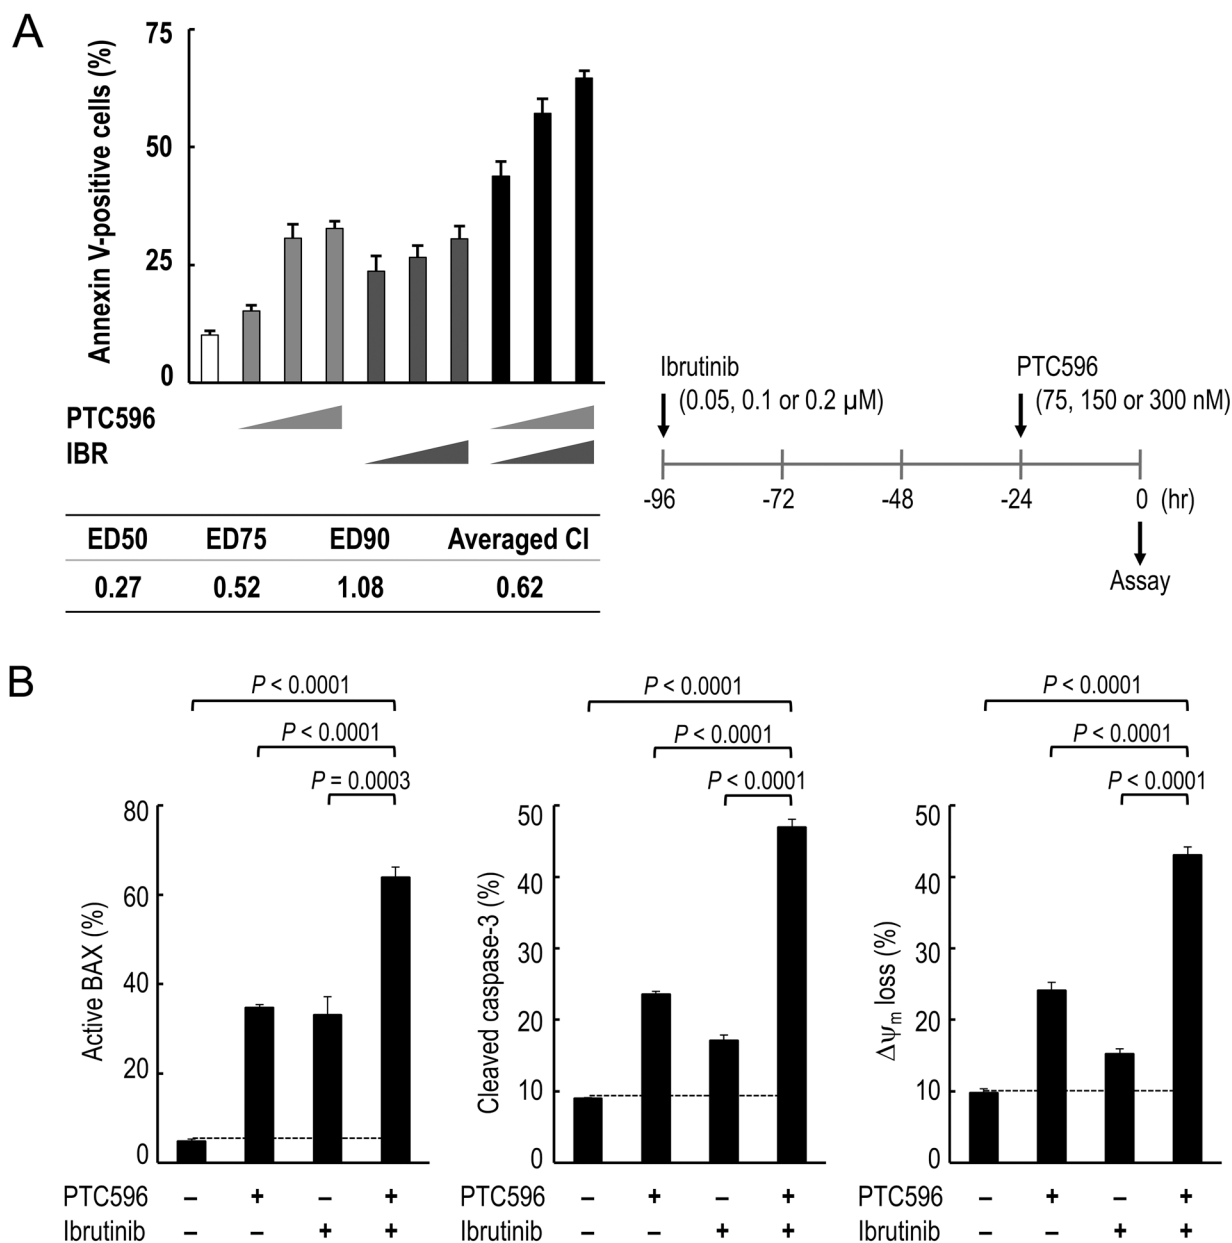 A
Annexin V-positive cells (%)
75
50
25
0
PTC596
IBR
ED50 ED75 ED90 Averaged CI
0.27 0.52 1.08 0.62
Ibrutinib
(0.05, 0.1 or 0.2 µM)
PTC596
(75, 150 or 300 nM)
-96 -72 -48 -24 0 (hr)
Assay
B
P < 0.0001
P < 0.0001
P = 0.0003
Active BAX (%)
80
60
40
20
0
PTC596 – + – +
Ibrutinib – – + +
P < 0.0001
P < 0.0001
P < 0.0001
Cleaved caspase-3 (%)
50
40
30
20
10
0
PTC596 – + – +
Ibrutinib – – + +
P < 0.0001
P < 0.0001
P < 0.0001
Δψm loss (%)
50
40
30
20
10
0
PTC596 – + – +
Ibrutinib – – + +